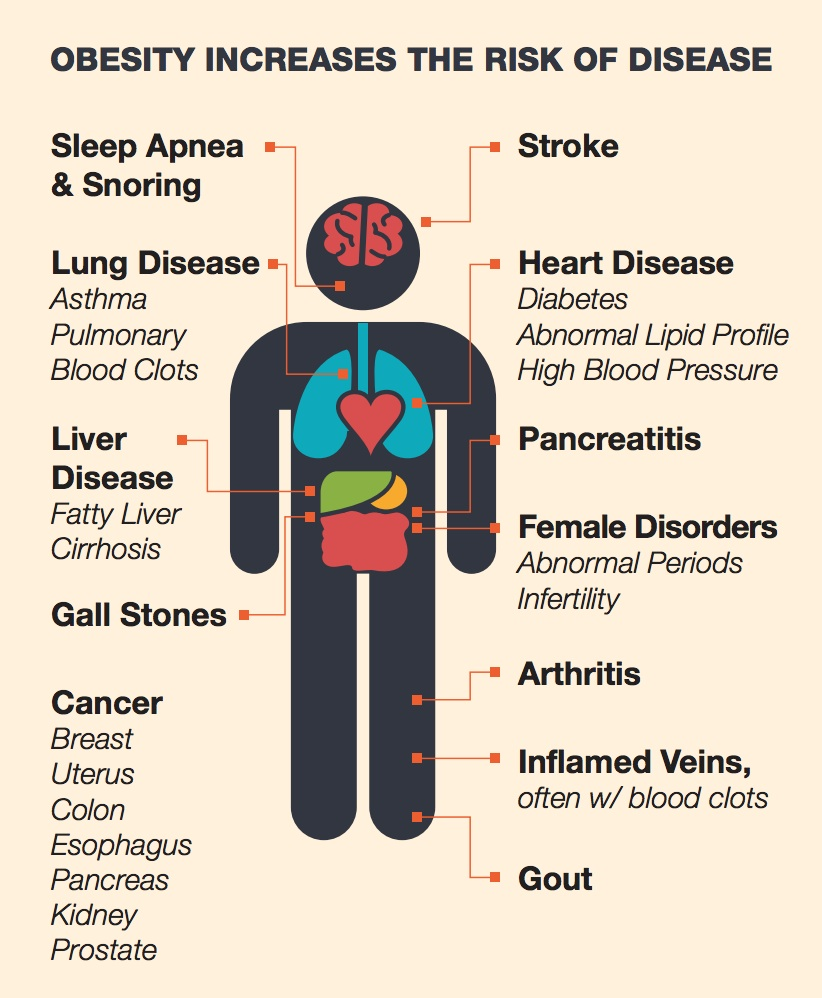 OBESITY INCREASES THE RISK OF DISEASE
Sleep Apnea
& Snoring
Lung Disease
Asthma
Pulmonary
Blood Clots
Liver
Disease
Fatty Liver
Cirrhosis
Gall Stones
Cancer
Breast
Uterus
Colon
Esophagus
Pancreas
Kidney
Prostate
Stroke
Heart Disease
Diabetes
Abnormal Lipid Profile
High Blood Pressure
Pancreatitis
Female Disorders
Abnormal Periods
Infertility
Arthritis
Inflamed Veins,
often w/ blood clots
Gout